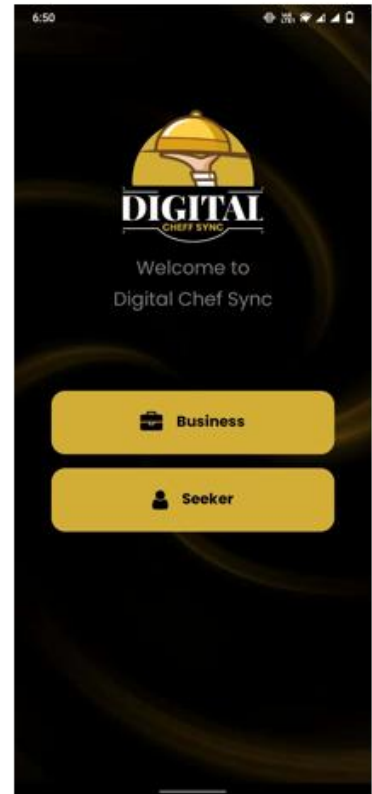 6:50
DIGITAL
CHEFF SYNC
Welcome to
Digital Chef Sync
Business
Seeker